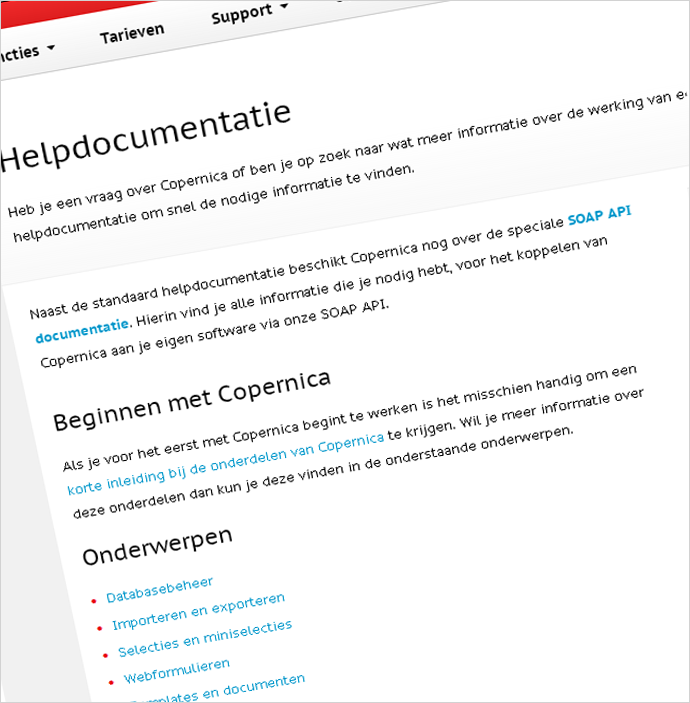 Tarieven
Support
Helpdocumentatie
Heb je een vraag over Copernica of ben je op zoek naar wat meer informatie over de werking van
helpdocumentatie om snel de nodige informatie te vinden.
Naast de standaard helpdocumentatie beschikt Copernica nog over de speciale SOAP API
documentatie. Hierin vind je alle informatie die je nodig hebt, voor het koppelen van
Copernica aan je eigen software via onze SOAP API.
Beginnen met Copernica
Als je voor het eerst met Copernica begint te werken is het misschien handig om een
korte inleiding bij de onderdelen van Copernica te krijgen. Wil je meer informatie over
deze onderdelen dan kun je deze vinden in de onderstaande onderwerpen.
Onderwerpen
Databasebeheer
Importeren en exporteren
Selecties en miniselecties
Webformulieren
en documenten